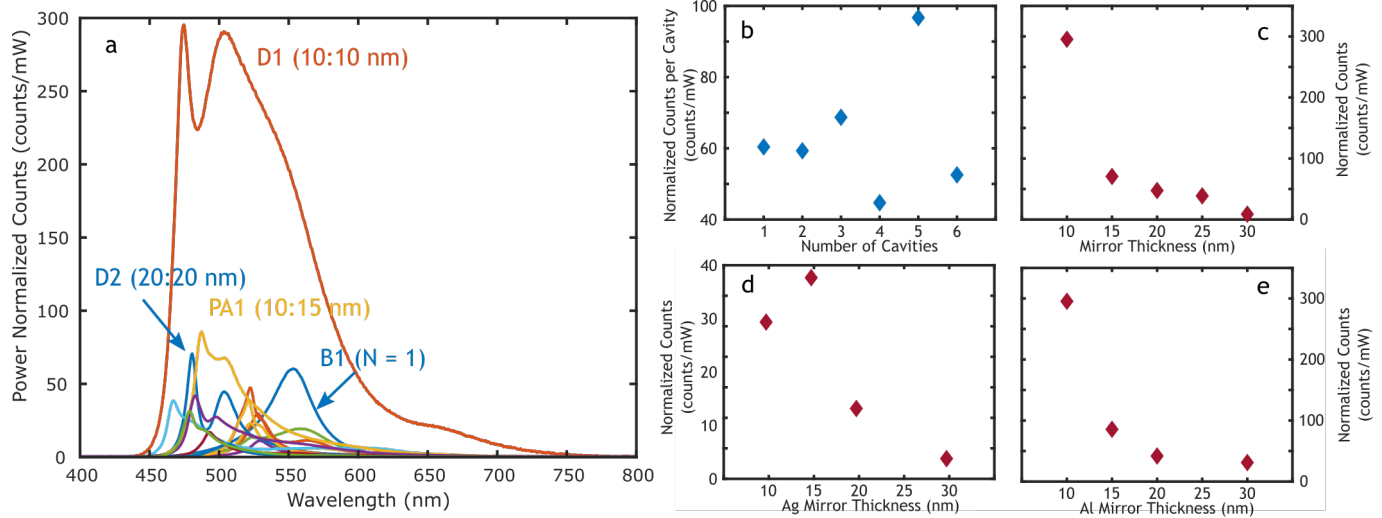 a
D1 (10:10 nm)
D2 (20:20 nm)
PA1 (10:15 nm)
B1 (N = 1)
Power Normalized Counts (counts/mW)
300
250
200
150
100
50
0
400 450 500 550 600 650 700 750 800
Wavelength (nm)
b
Normalized Counts per Cavity
(counts/mW)
100
80
60
40
1 2 3 4 5 6
Number of Cavities
c
300
200
100
0
Normalized Counts
(counts/mW)
10 15 20 25 30
Mirror Thickness (nm)
d
Normalized Counts
(counts/mW)
40
30
20
10
0
10 15 20 25 30
Ag Mirror Thickness (nm)
e
300
200
100
0
Normalized Counts
(counts/mW)
10 15 20 25 30
Al Mirror Thickness (nm)